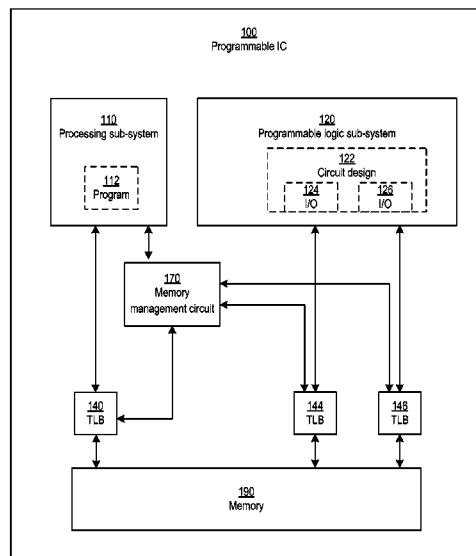 100
Programmable IC
110
Processing sub-system
112
Program
120
Programmable logic sub-system
122
Circuit design
124
I/O
126
I/O
170
Memory
management circuit
140
TLB
144
TLB
146
TLB
190
Memory